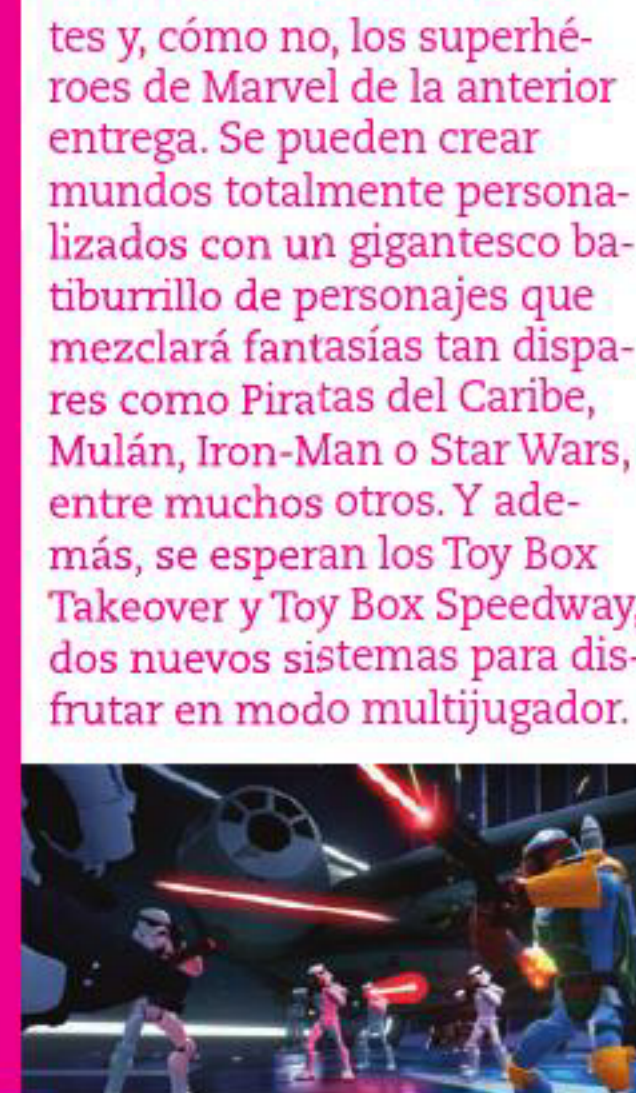 tes y, cómo no, los superhé-
roes de Marvel de la anterior
entrega. Se pueden crear
mundos totalmente persona-
lizados con un gigantesco ba-
tiburrillo de personajes que
mezclará fantasías tan dispa-
res como Piratas del Caribe,
Mulán, Iron-Man o Star Wars,
entre muchos otros. Y ade-
más, se esperan los Toy Box
Takeover y Toy Box Speedway,
dos nuevos sistemas para dis-
frutar en modo multijugador.